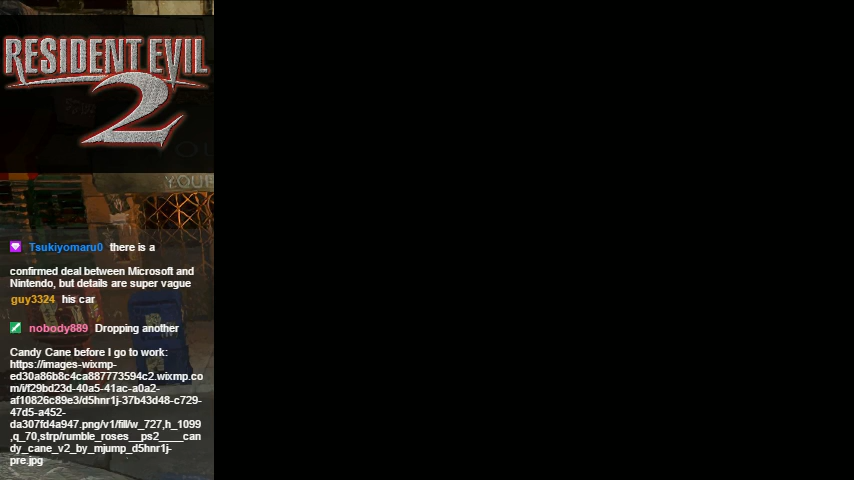 RESIDENT EVIL
2
YOUR
Tsukiyomaru0 there is a
confirmed deal between Microsoft and
Nintendo, but details are super vague
guy3324 his car
nobody889 Dropping another
Candy Cane before I go to work:
https://images-wixmp-
ed30a86b8c4ca887773594c2.wixmp.co
m/i/f29bd23d-40a5-41ac-a0a2-
af10826c89e3/d5hnr1j-37b43d48-c729-
47d5-a452-
da307fd4a947.png/v1/fill/w_727,h_1099
,q_70,strp/rumble_roses__ps2____can
dy_cane_v2_by_mjump_d5hnr1j-
pre.jpg